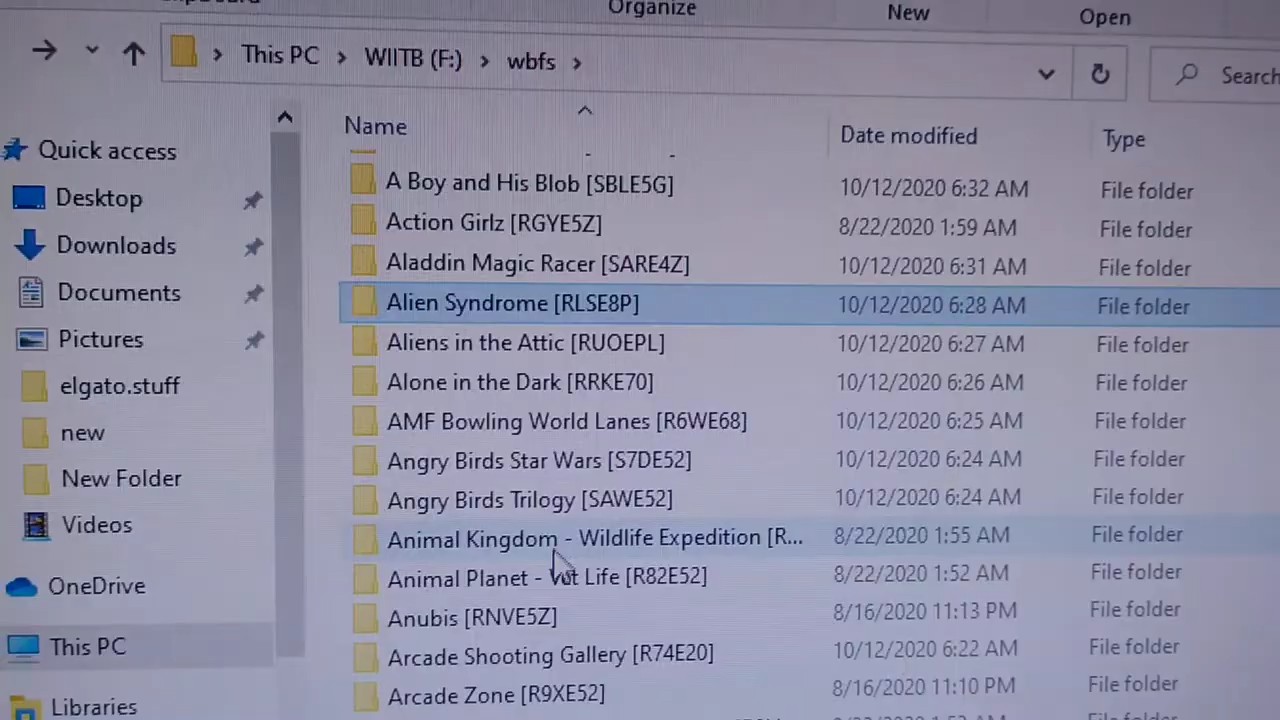 Organize
New
Open
This PC > WIITB (F:) > wbfs >
Search
Name
Date modified
Type
Quick access
Desktop
Downloads
Documents
Pictures
elgato.stuff
new
New Folder
Videos
OneDrive
This PC
Libraries
A Boy and His Blob [SBLE5G] 10/12/2020 6:32 AM File folder
Action Girlz [RGYE5Z] 8/22/2020 1:59 AM File folder
Aladdin Magic Racer [SARE4Z] 10/12/2020 6:31 AM File folder
Alien Syndrome [RLSE8P] 10/12/2020 6:28 AM File folder
Aliens in the Attic [RUOEPL] 10/12/2020 6:27 AM File folder
Alone in the Dark [RRKE70] 10/12/2020 6:26 AM File folder
AMF Bowling World Lanes [R6WE68] 10/12/2020 6:25 AM File folder
Angry Birds Star Wars [S7DE52] 10/12/2020 6:24 AM File folder
Angry Birds Trilogy [SAWE52] 10/12/2020 6:24 AM File folder
Animal Kingdom - Wildlife Expedition [R... 8/22/2020 1:55 AM File folder
Animal Planet - Vet Life [R82E52] 8/22/2020 1:52 AM File folder
Anubis [RNVE5Z] 8/16/2020 11:13 PM File folder
Arcade Shooting Gallery [R74E20] 10/12/2020 6:22 AM File folder
Arcade Zone [R9XE52] 8/16/2020 11:10 PM File folder